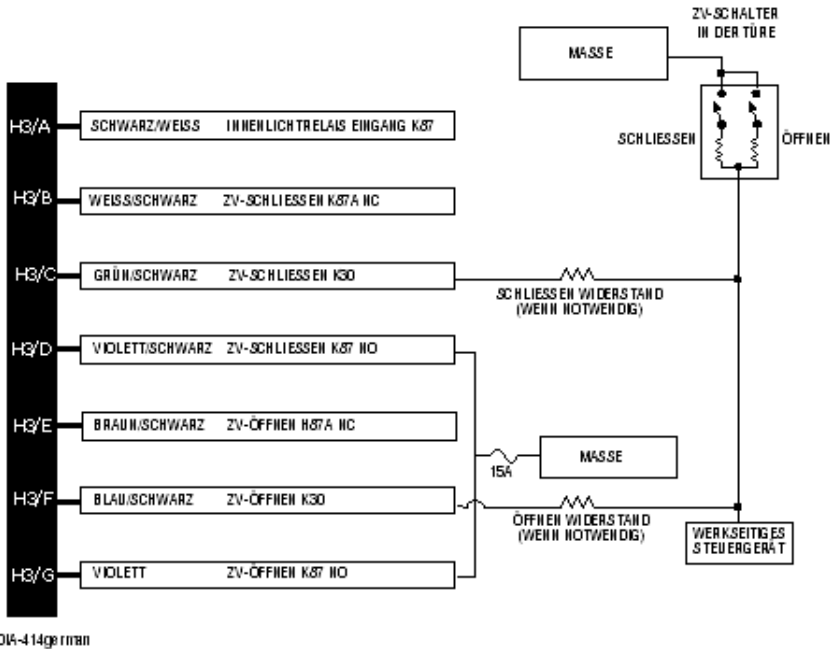 ZV-SCHALTER
IN DER TÜRE
MASSE
SCHLIESSEN
ÖFFNEN
H3/A SCHWARZ/WEISS INNENLICHTRELAIS EINGANG K87
H3/B WEISS/SCHWARZ ZV-SCHLIESSEN K87A NC
H3/C GRÜN/SCHWARZ ZV-SCHLIESSEN K30
SCHLIESSEN WIDERSTAND
(WENN NOTWENDIG)
H3/D VIOLETT/SCHWARZ ZV-SCHLIESSEN K87 NO
H3/E BRAUN/SCHWARZ ZV-ÖFFNEN H87A NC
15A
MASSE
H3/F BLAU/SCHWARZ ZV-ÖFFNEN K30
ÖFFNEN WIDERSTAND
(WENN NOTWENDIG)
WERKSEITIGES
STEUERGERÄT
H3/G VIOLETT ZV-ÖFFNEN K87 NO
DIA-414german